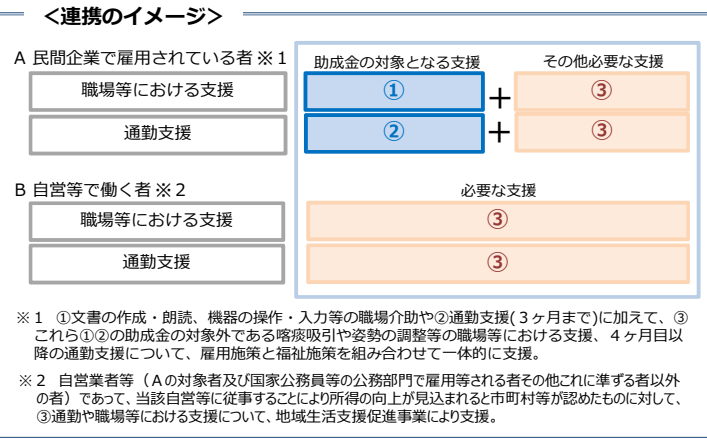 <連携のイメージ>
A 民間企業で雇用されている者 ※1
助成金の対象となる支援
その他必要な支援
職場等における支援
①
+
③
通勤支援
②
+
③
B 自営等で働く者 ※2
必要な支援
職場等における支援
③
通勤支援
③
※1 ①文書の作成・朗読、機器の操作・入力等の職場介助や②通勤支援(3ヶ月まで)に加えて、③
これら①②の助成金の対象外である喀痰吸引や姿勢の調整等の職場等における支援、4ヶ月目以
降の通勤支援について、雇用施策と福祉施策を組み合わせて一体的に支援。
※2 自営業者等(Aの対象者及び国家公務員等の公務部門で雇用等される者その他これに準ずる者以外
の者)であって、当該自営等に従事することにより所得の向上が見込まれると市町村等が認めたものに対して、
③通勤や職場等における支援について、地域生活支援促進事業により支援。